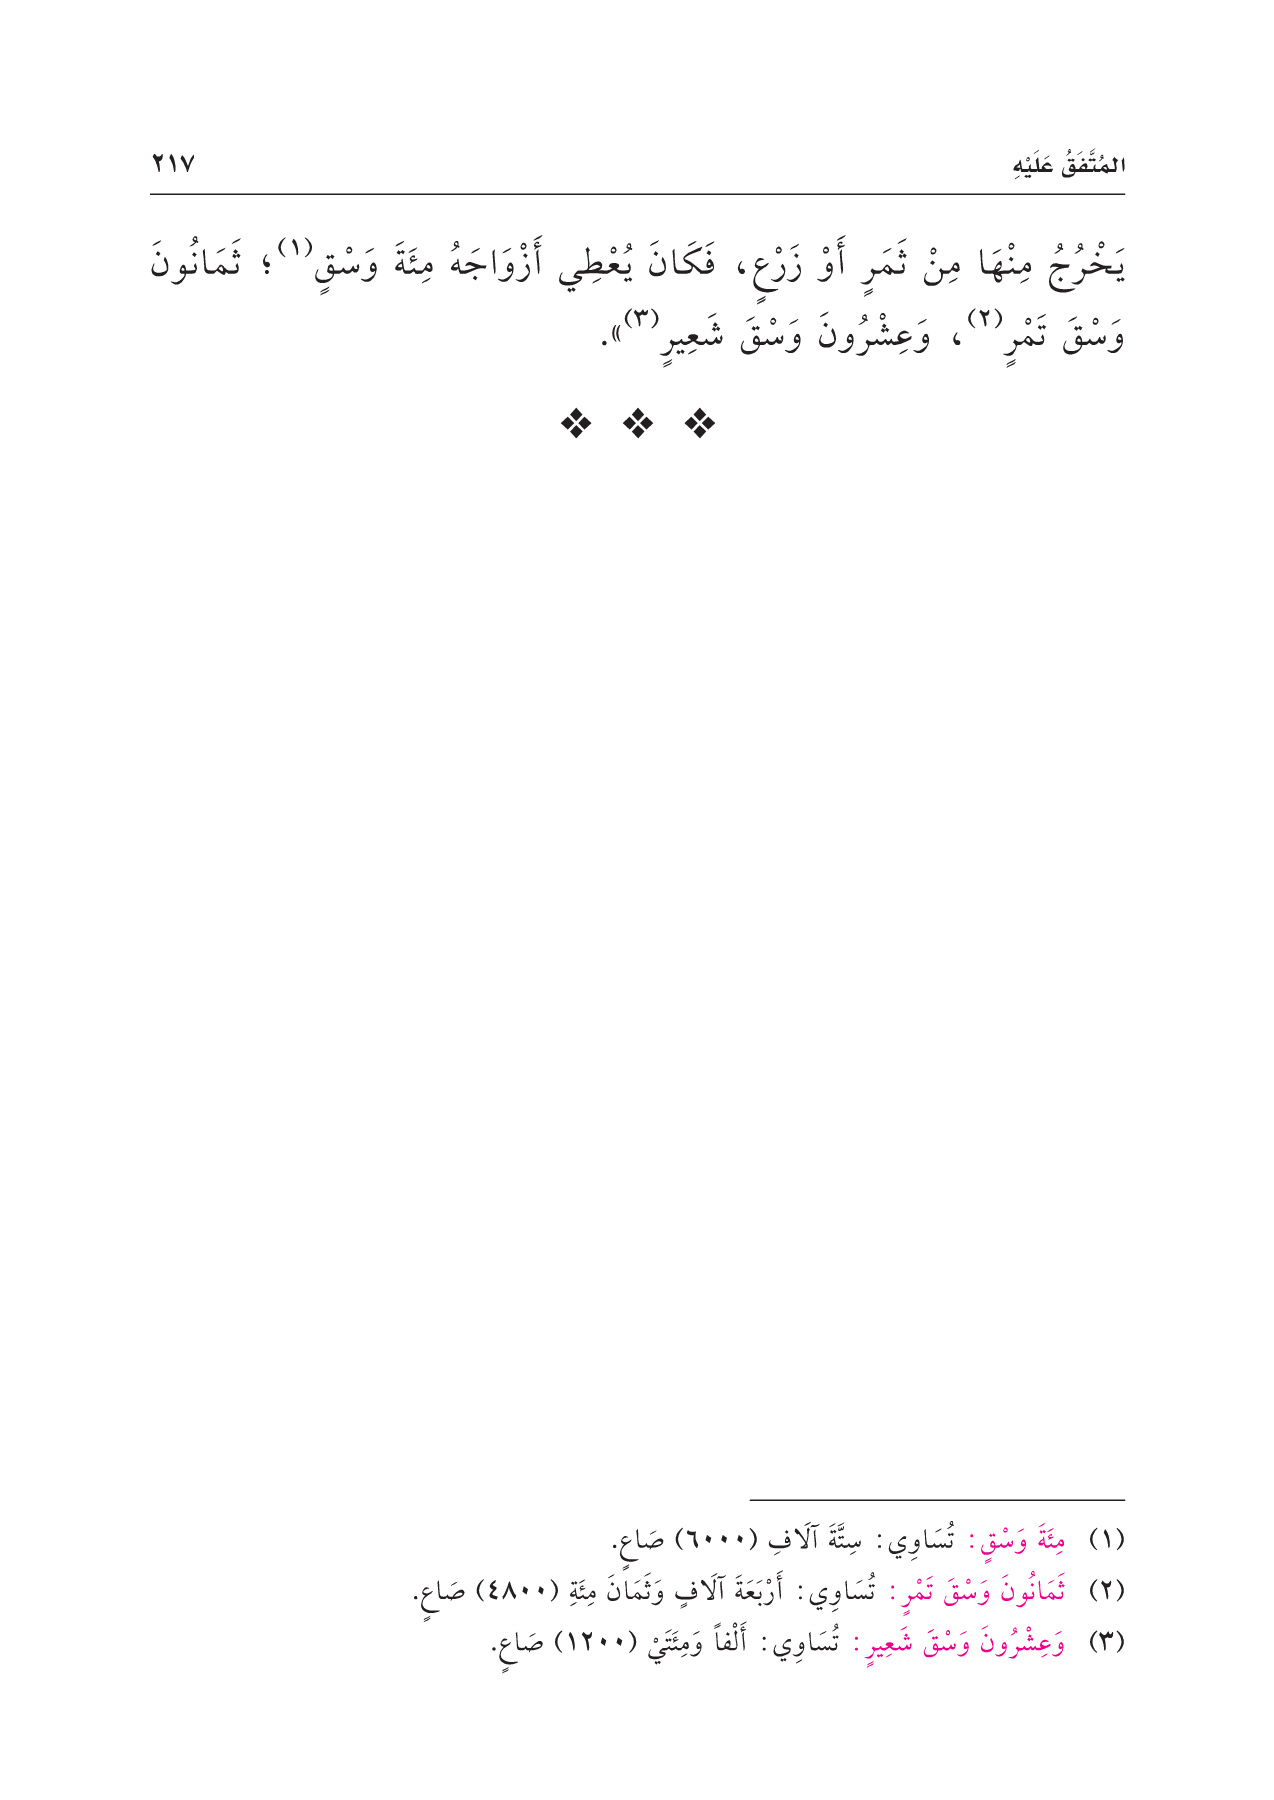 المُتَّفَقُ عَلَيْهِ ٢١٧
يَخْرُجُ مِنْهَا مِنْ ثَمَرٍ أَوْ زَرْعٍ، فَكَانَ يُعْطِي أَزْوَاجَهُ مِئَةَ وَسْقٍ(١)؛ ثَمَانُونَ
وَسْقَ تَمْرٍ(٢)، وَعِشْرُونَ وَسْقَ شَعِيرٍ(٣)».
(١) مِئَةَ وَسْقٍ: تُسَاوِي: سِتَّةَ آلَافِ (٦٠٠٠) صَاعٍ.
(٢) ثَمَانُونَ وَسْقَ تَمْرٍ: تُسَاوِي: أَرْبَعَةَ آلَافٍ وَثَمَانَ مِئَةِ (٤٨٠٠) صَاعٍ.
(٣) وَعِشْرُونَ وَسْقَ شَعِيرٍ: تُسَاوِي: أَلْفاً وَمِئَتَيْ (١٢٠٠) صَاعٍ.